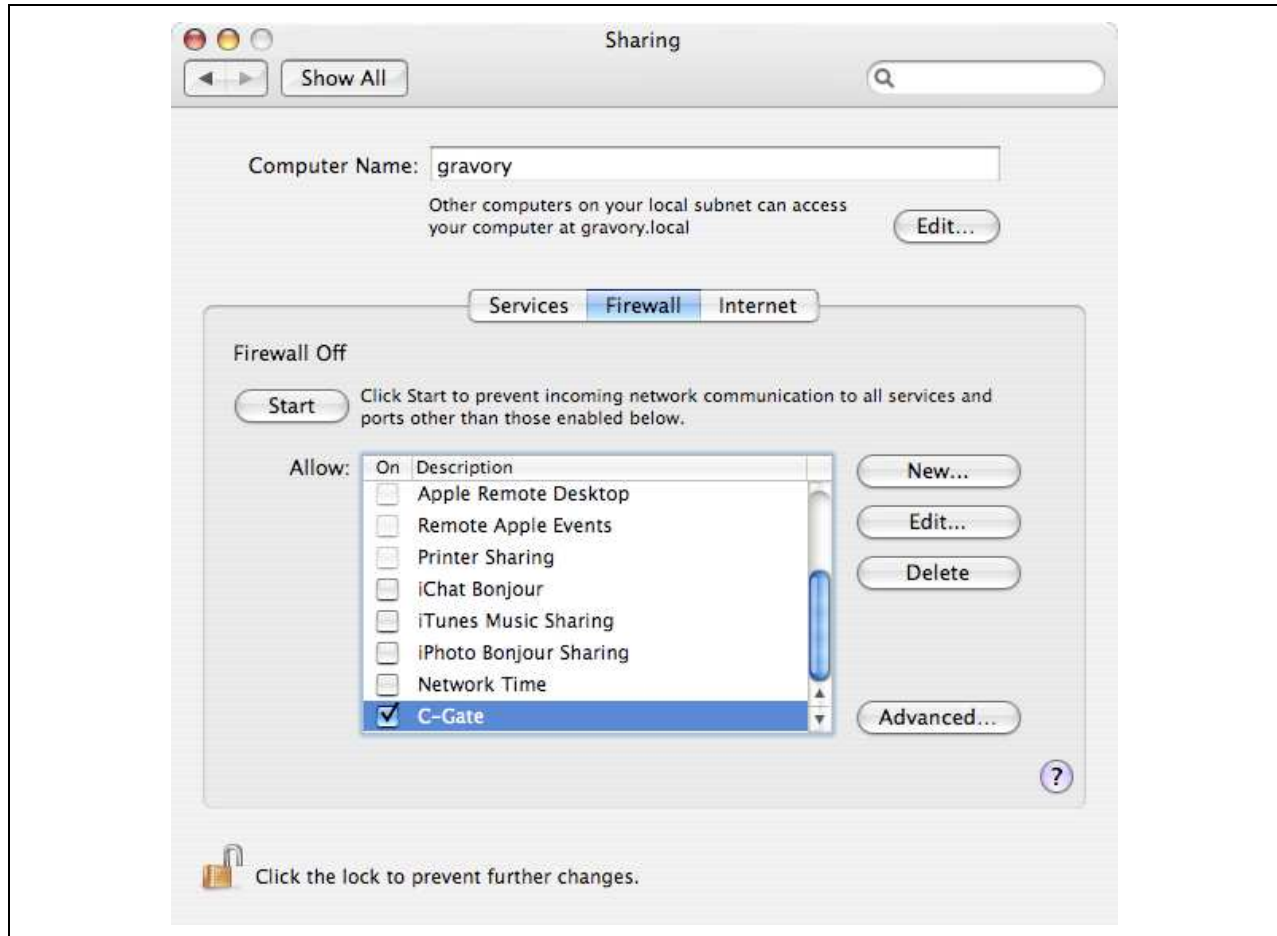 Sharing
Show All
Computer Name: gravory
Other computers on your local subnet can access
your computer at gravory.local
Edit...
Services Firewall Internet
Firewall Off
Start
Click Start to prevent incoming network communication to all services and
ports other than those enabled below.
Allow:
On Description
Apple Remote Desktop
Remote Apple Events
Printer Sharing
iChat Bonjour
iTunes Music Sharing
iPhoto Bonjour Sharing
Network Time
C-Gate
New...
Edit...
Delete
Advanced...
?
Click the lock to prevent further changes.